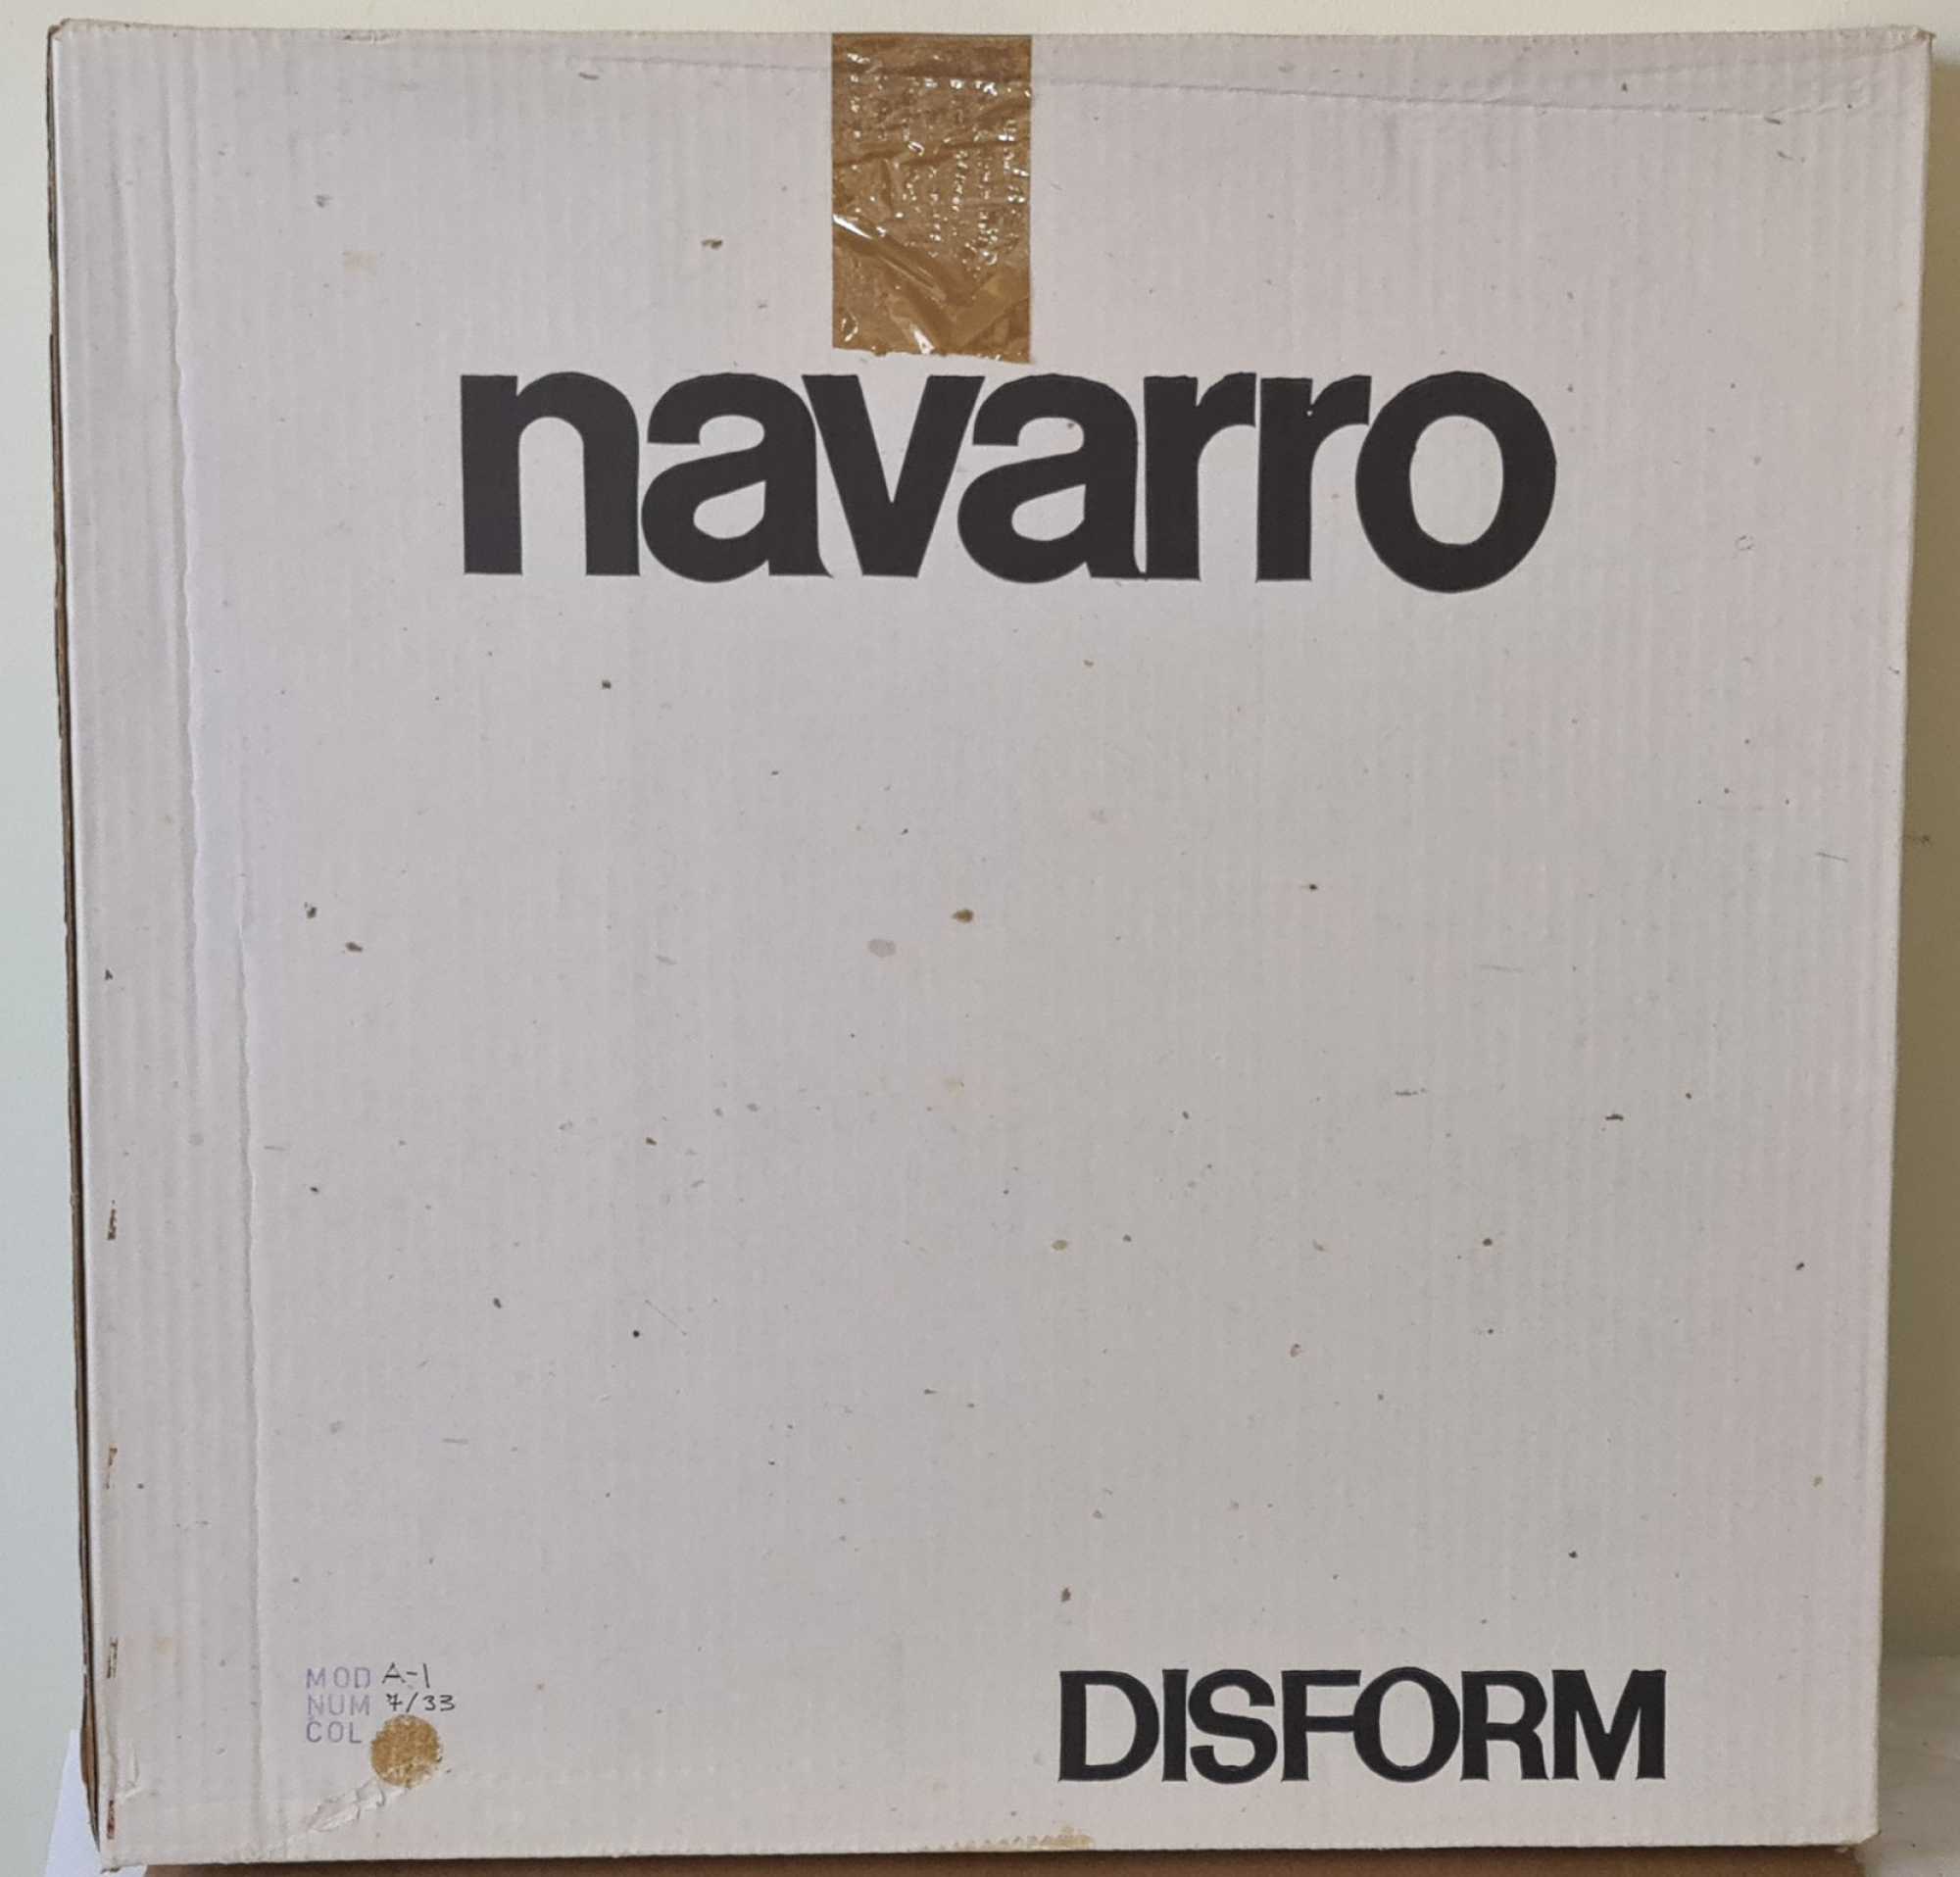 navarro
MOD A-1
NUM 7/33
COL
DISFORM